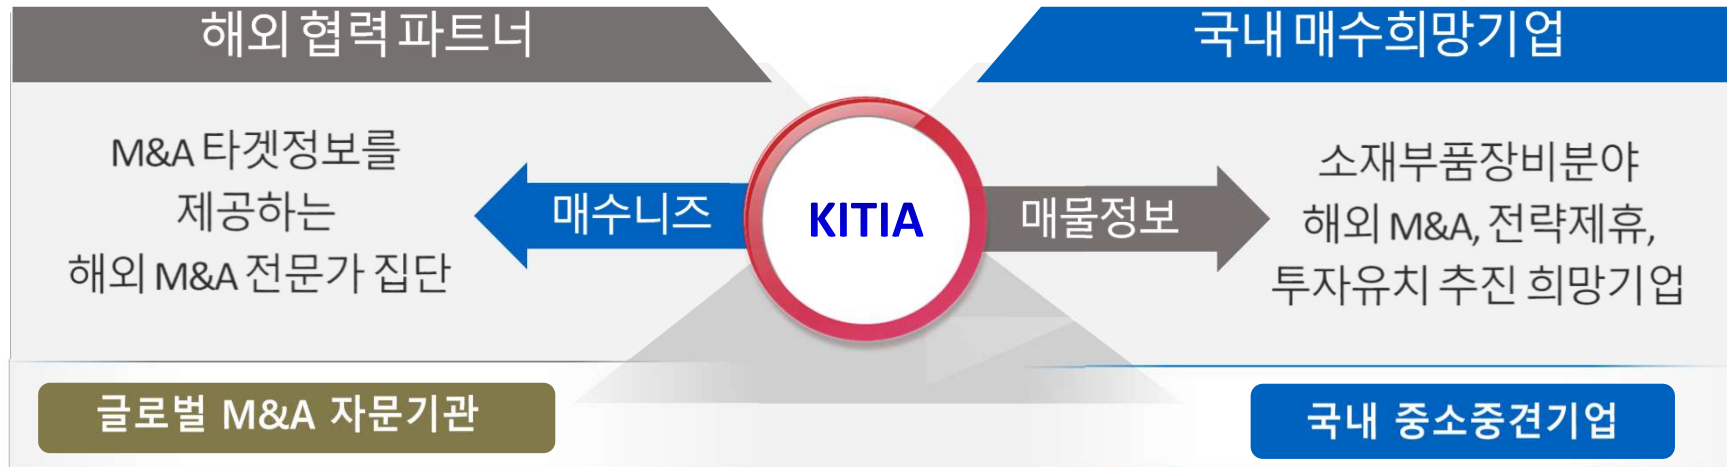 해외 협력 파트너
국내 매수희망기업
M&A 타겟정보를
제공하는
해외 M&A 전문가 집단
매수니즈
KITIA
매물정보
소재부품장비분야
해외 M&A, 전략제휴,
투자유치 추진 희망기업
글로벌 M&A 자문기관
국내 중소중견기업